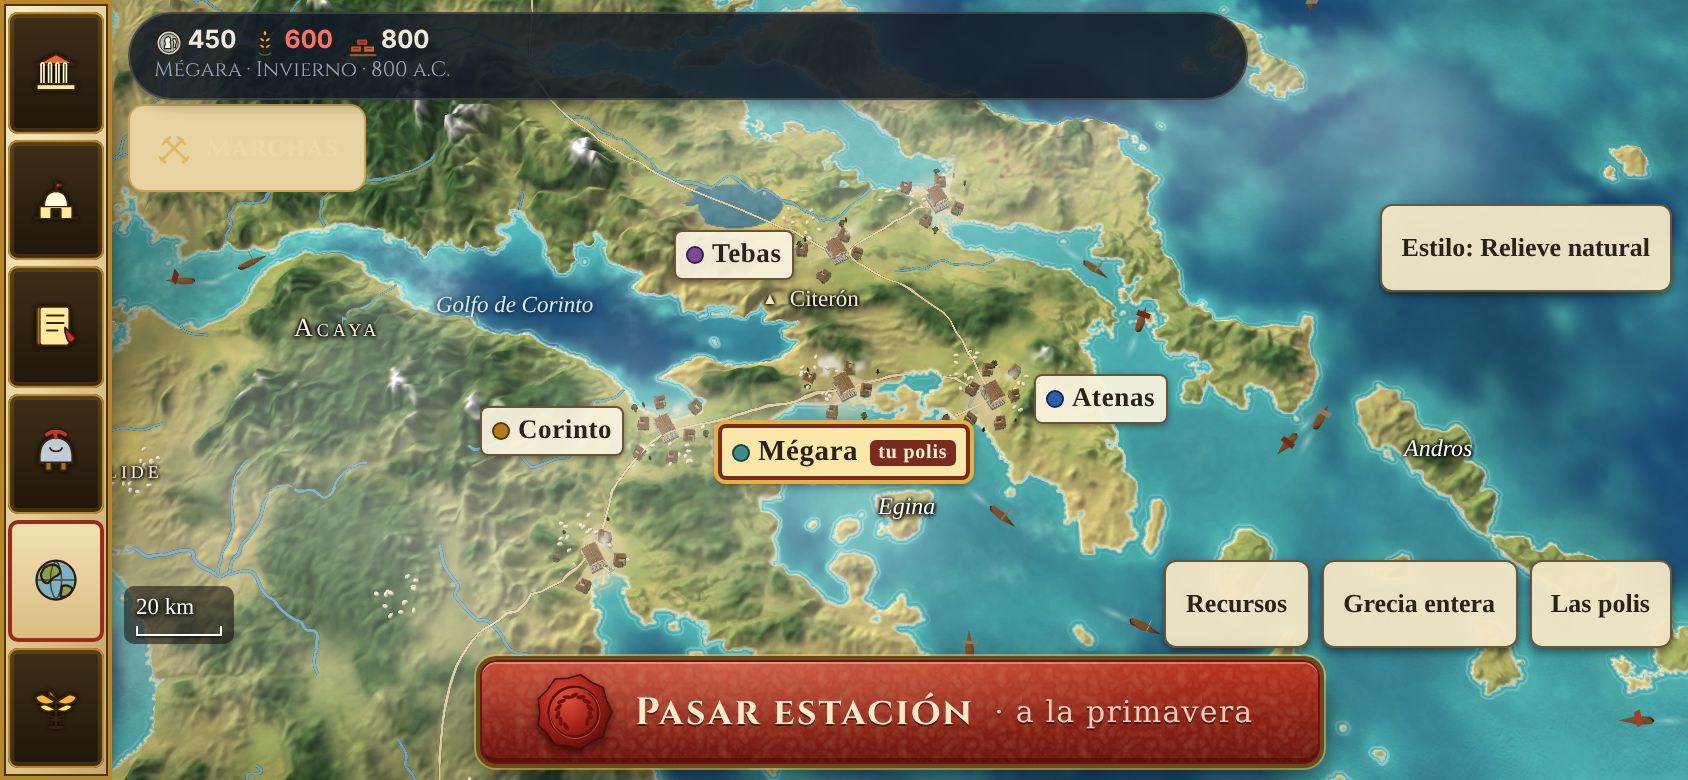 450 600 800
MÉGARA · INVIERNO · 800 A.C.
MARCHAS
Estilo: Relieve natural
Tebas
▲ Citerón
Golfo de Corinto
ACAYA
Atenas
Corinto
Mégara tu polis
Andros
LIDE
Egina
20 km
Recursos
Grecia entera
Las polis
PASAR ESTACIÓN · a la primavera